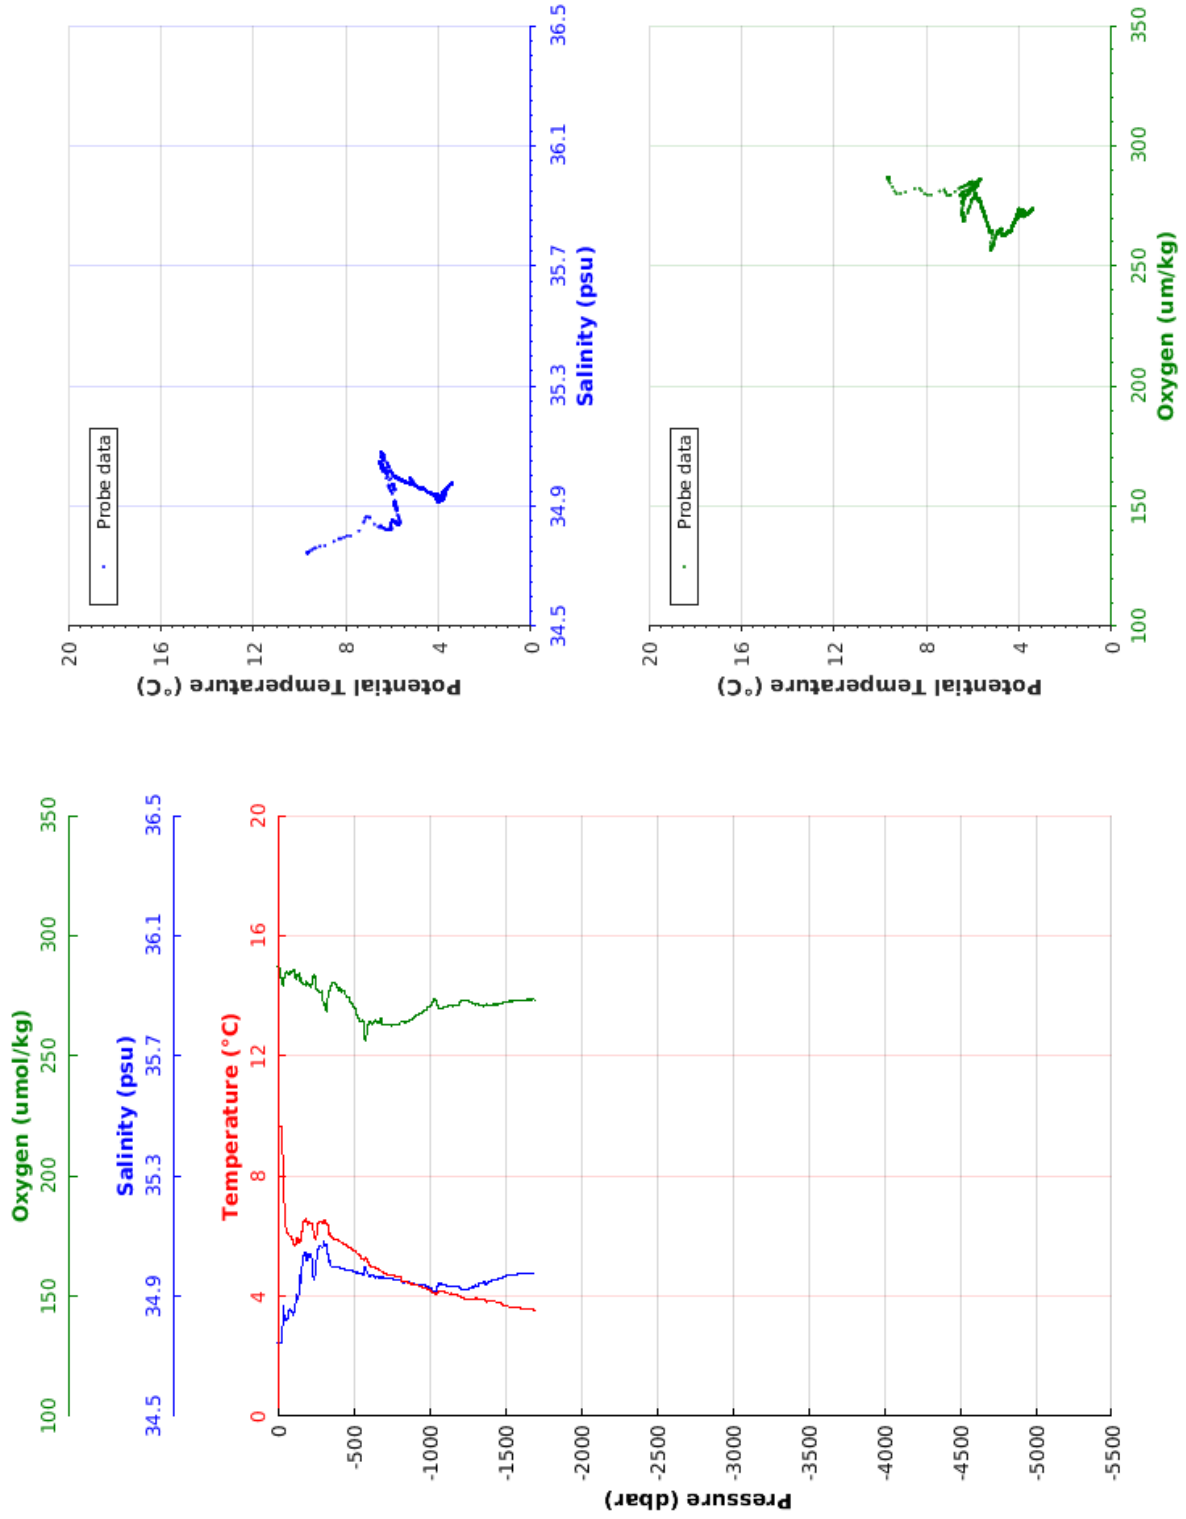 Oxygen (umol/kg)
100 150 200 250 300 350
Salinity (psu)
34.5 34.9 35.3 35.7 36.1 36.5
Temperature (°C)
0 4 8 12 16 20
0
-500
-1000
-1500
-2000
-2500
-3000
-3500
-4000
-4500
-5000
-5500
Pressure (dbar)
20
16
12
8
4
0
Potential Temperature (°C)
Probe data
34.5 34.9 35.3 35.7 36.1 36.5
Salinity (psu)
20
16
12
8
4
0
Potential Temperature (°C)
Probe data
100 150 200 250 300 350
Oxygen (um/kg)